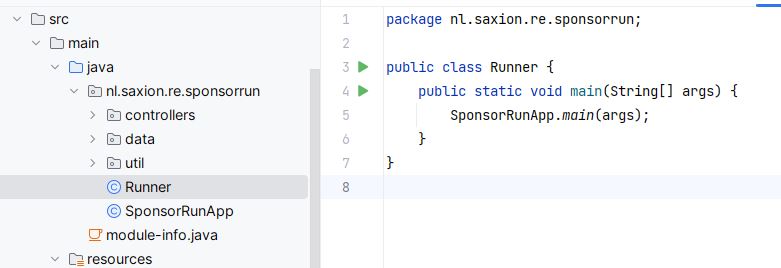 src
main
java
nl.saxion.re.sponsorrun
controllers
data
util
Runner
SponsorRunApp
module-info.java
resources
1 package nl.saxion.re.sponsorrun;
2
3 public class Runner {
4 public static void main(String[] args) {
5 SponsorRunApp.main(args);
6 }
7 }
8